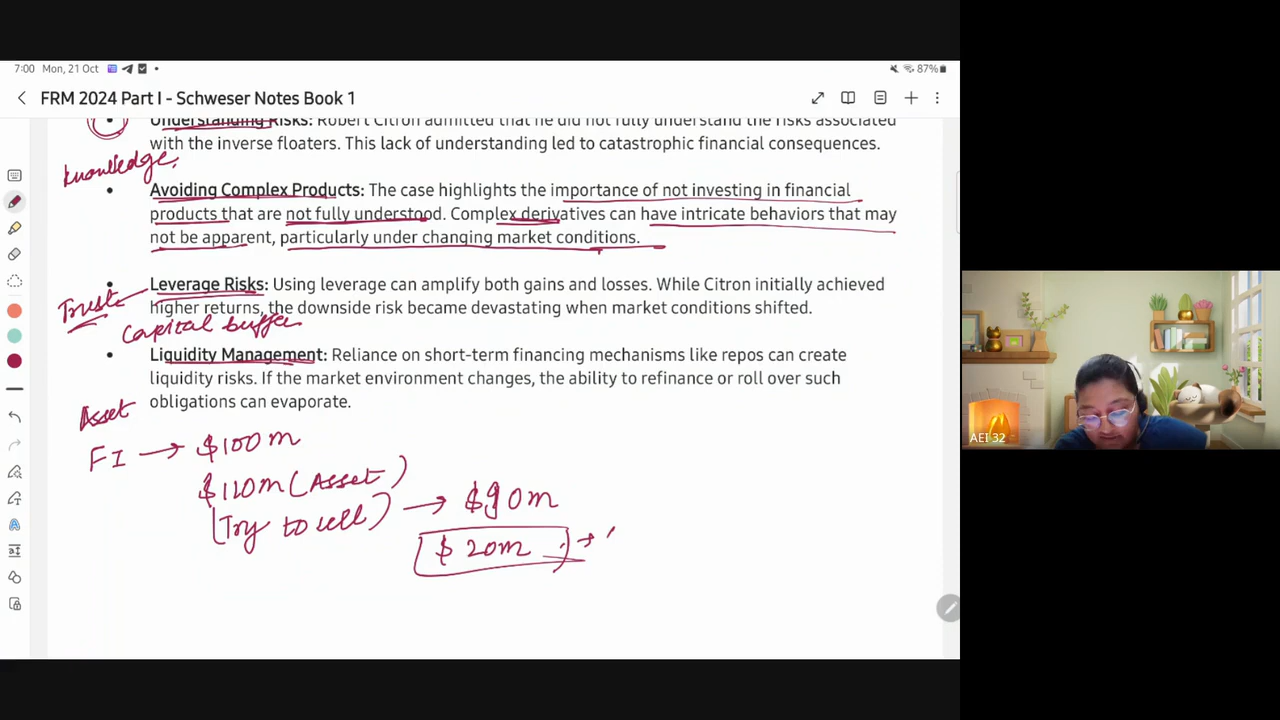 7:00 Mon, 21 Oct
87%
FRM 2024 Part I - Schweser Notes Book 1
Understanding Risks: Robert Citron admitted that he did not fully understand the risks associated
with the inverse floaters. This lack of understanding led to catastrophic financial consequences.
knowledge.
• Avoiding Complex Products: The case highlights the importance of not investing in financial
products that are not fully understood. Complex derivatives can have intricate behaviors that may
not be apparent, particularly under changing market conditions.
• Leverage Risks: Using leverage can amplify both gains and losses. While Citron initially achieved
Trust
higher returns, the downside risk became devastating when market conditions shifted.
Capital buffer
• Liquidity Management: Reliance on short-term financing mechanisms like repos can create
liquidity risks. If the market environment changes, the ability to refinance or roll over such
obligations can evaporate.
Asset
FI → $100m
$110m (Asset)
(Try to sell) → $90m
$20m →
AEI 32